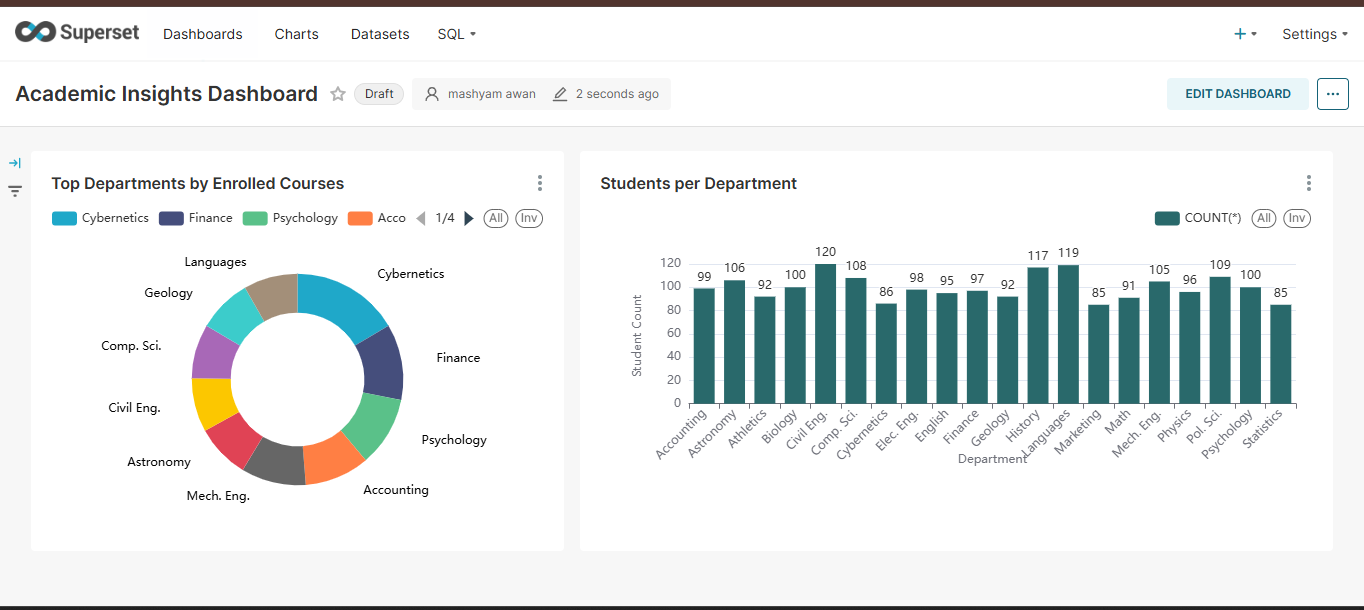 Superset Dashboards Charts Datasets SQL + Settings
Academic Insights Dashboard Draft mashyam awan 2 seconds ago EDIT DASHBOARD ...
Top Departments by Enrolled Courses
Cybernetics Finance Psychology Acco 1/4 All Inv
Languages
Cybernetics
Geology
Comp. Sci.
Finance
Civil Eng.
Psychology
Astronomy
Accounting
Mech. Eng.
Students per Department
COUNT(*) All Inv
Student Count
120
100
80
60
40
20
0
99 106 92 100 120 108 86 98 95 97 92 117 119 85 91 105 96 109 100 85
Accounting Astronomy Athletics Biology Civil Eng. Comp. Sci. Cybernetics Elec. Eng. English Finance Geology History Languages Marketing Math Mech. Eng. Physics Pol. Sci. Psychology Statistics
Department